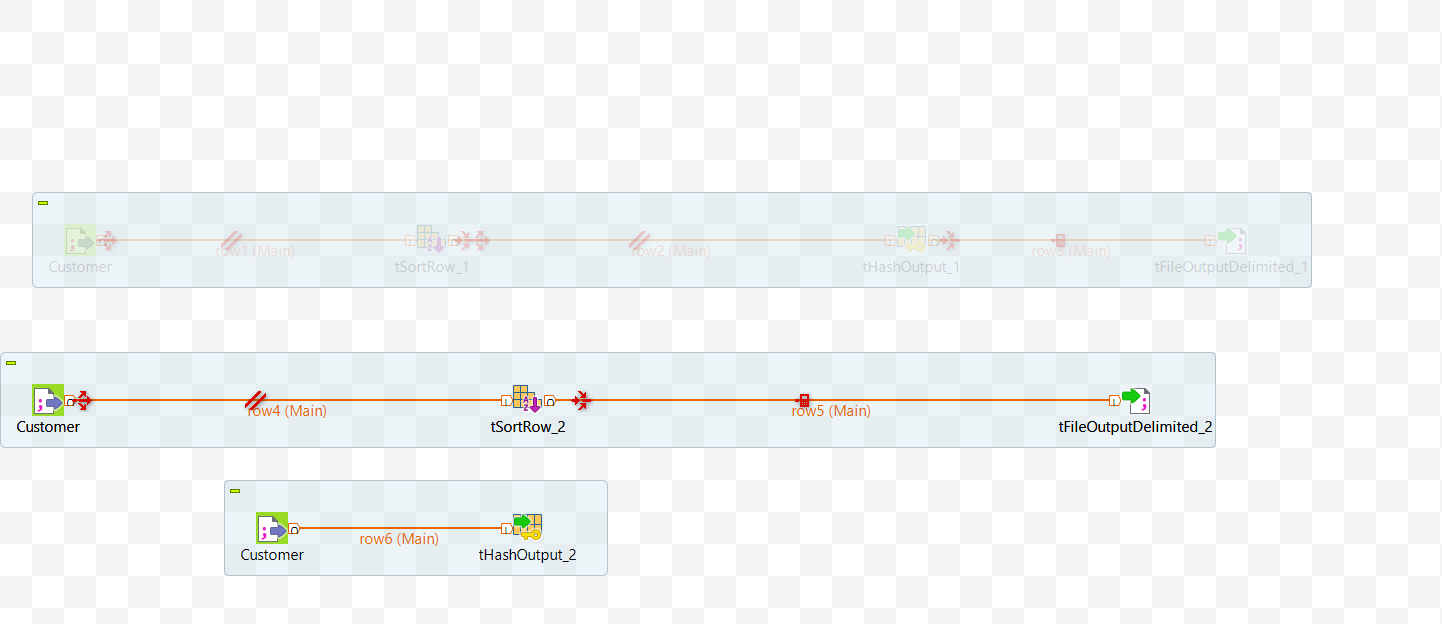 row1 (Main)
row2 (Main)
row3 (Main)
Customer
tSortRow_1
tHashOutput_1
tFileOutputDelimited_1
row4 (Main)
row5 (Main)
Customer
tSortRow_2
tFileOutputDelimited_2
row6 (Main)
Customer
tHashOutput_2